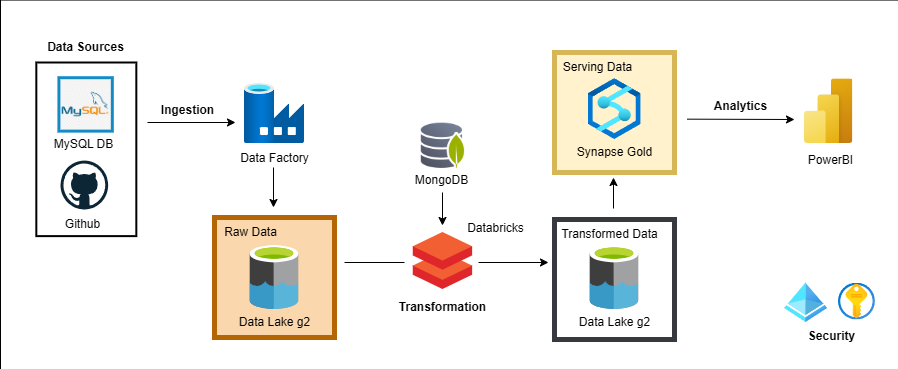 Data Sources
MySQL
MySQL DB
Github
Ingestion
Data Factory
Raw Data
Data Lake g2
MongoDB
Databricks
Transformation
Transformed Data
Data Lake g2
Serving Data
Synapse Gold
Analytics
PowerBI
Security